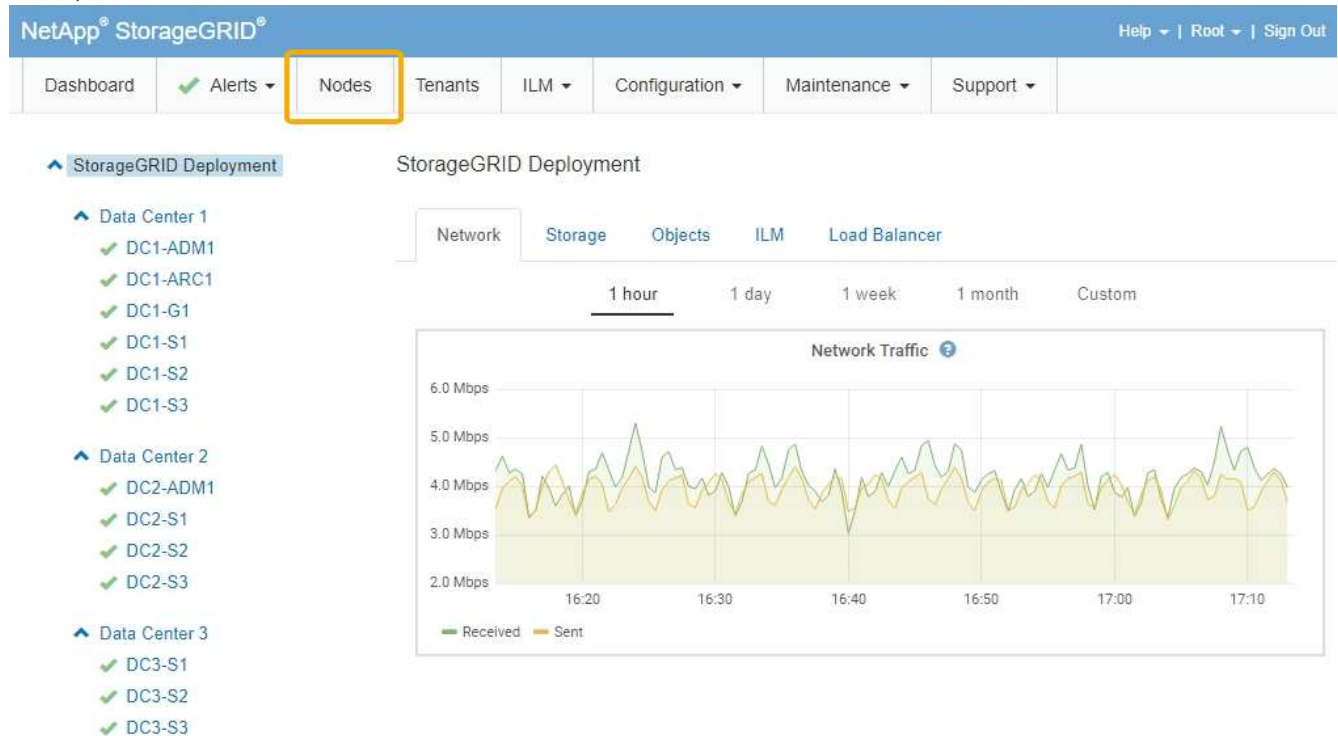 NetApp® StorageGRID®
Help | Root | Sign Out
Dashboard Alerts Nodes Tenants ILM Configuration Maintenance Support
StorageGRID Deployment
Data Center 1
DC1-ADM1
DC1-ARC1
DC1-G1
DC1-S1
DC1-S2
DC1-S3
Data Center 2
DC2-ADM1
DC2-S1
DC2-S2
DC2-S3
Data Center 3
DC3-S1
DC3-S2
DC3-S3
StorageGRID Deployment
Network Storage Objects ILM Load Balancer
1 hour 1 day 1 week 1 month Custom
Network Traffic ?
6.0 Mbps
5.0 Mbps
4.0 Mbps
3.0 Mbps
2.0 Mbps
16:20 16:30 16:40 16:50 17:00 17:10
Received Sent